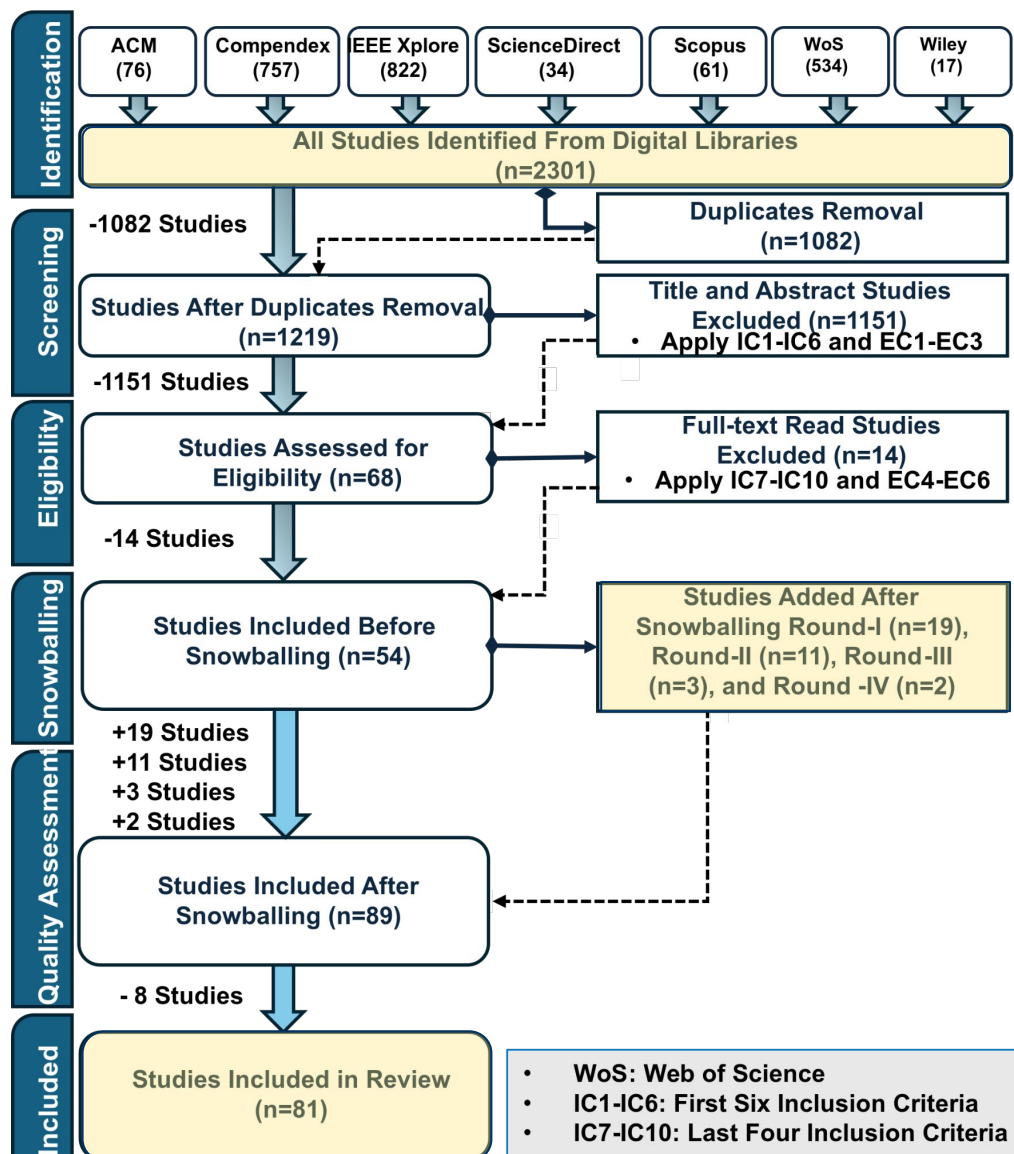 Identification
ACM
(76)
Compendex
(757)
IEEE Xplore
(822)
ScienceDirect
(34)
Scopus
(61)
WoS
(534)
Wiley
(17)
All Studies Identified From Digital Libraries
(n=2301)
Screening
-1082 Studies
Duplicates Removal
(n=1082)
Studies After Duplicates Removal
(n=1219)
Title and Abstract Studies
Excluded (n=1151)
• Apply IC1-IC6 and EC1-EC3
-1151 Studies
Eligibility
Studies Assessed for
Eligibility (n=68)
Full-text Read Studies
Excluded (n=14)
• Apply IC7-IC10 and EC4-EC6
-14 Studies
Snowballing
Studies Included Before
Snowballing (n=54)
Studies Added After
Snowballing Round-I (n=19),
Round-II (n=11), Round-III
(n=3), and Round -IV (n=2)
+19 Studies
+11 Studies
+3 Studies
+2 Studies
Quality Assessment
Studies Included After
Snowballing (n=89)
- 8 Studies
Included
Studies Included in Review
(n=81)
• WoS: Web of Science
• IC1-IC6: First Six Inclusion Criteria
• IC7-IC10: Last Four Inclusion Criteria